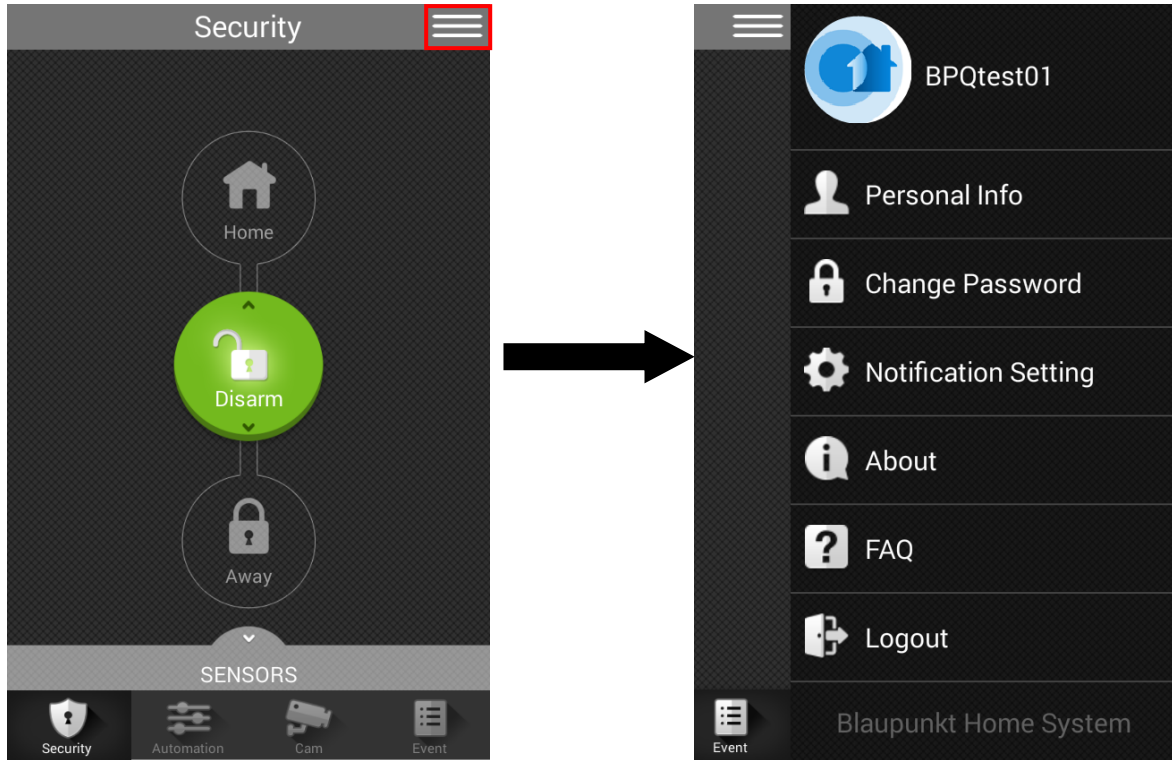 Security
Home
Disarm
Away
SENSORS
Security
Automation
Cam
Event
BPQtest01
Personal Info
Change Password
Notification Setting
About
FAQ
Logout
Event
Blaupunkt Home System